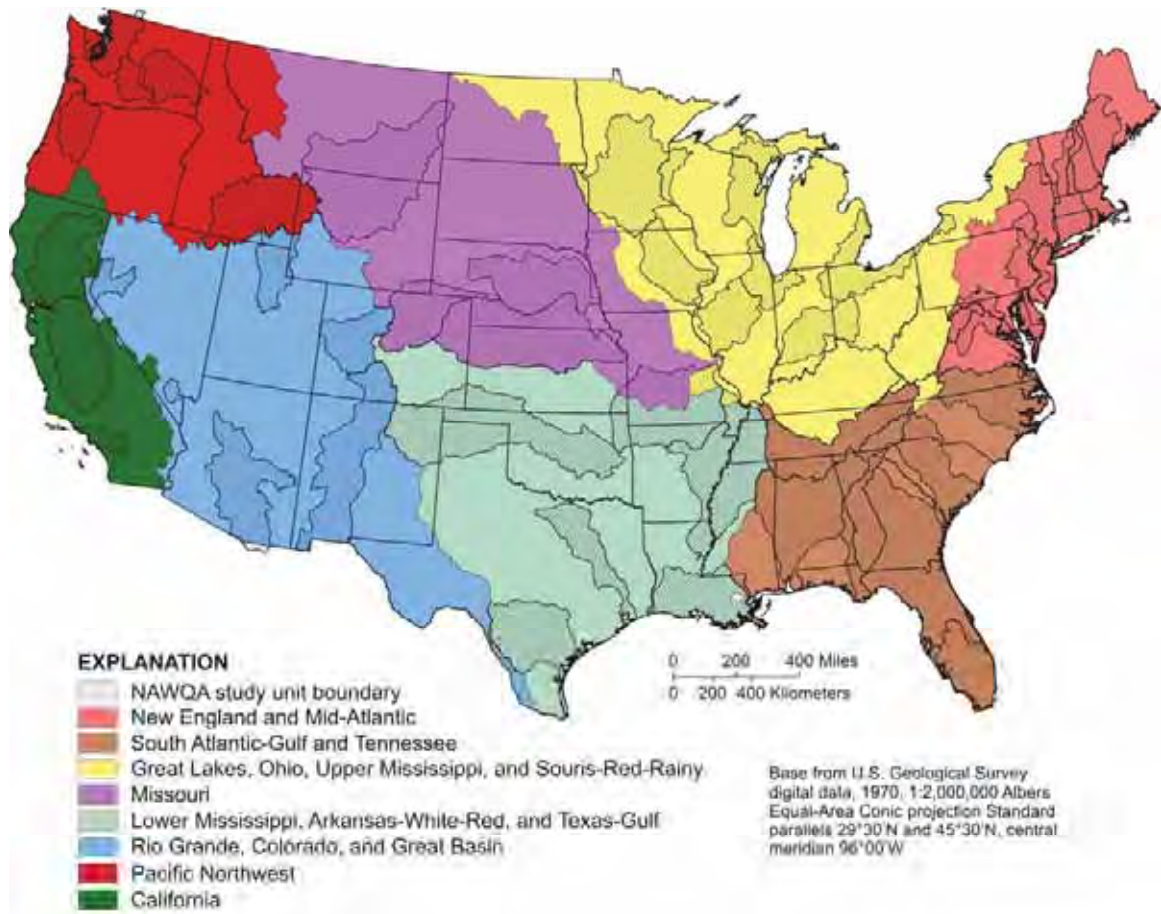 EXPLANATION
NAWQA study unit boundary
New England and Mid-Atlantic
South Atlantic-Gulf and Tennessee
Great Lakes, Ohio, Upper Mississippi, and Souris-Red-Rainy
Missouri
Lower Mississippi, Arkansas-White-Red, and Texas-Gulf
Rio Grande, Colorado, and Great Basin
Pacific Northwest
California
0 200 400 Miles
0 200 400 Kilometers
Base from U.S. Geological Survey
digital data, 1970, 1:2,000,000 Albers
Equal-Area Conic projection Standard
parallels 29°30'N and 45°30'N, central
meridian 96°00'W